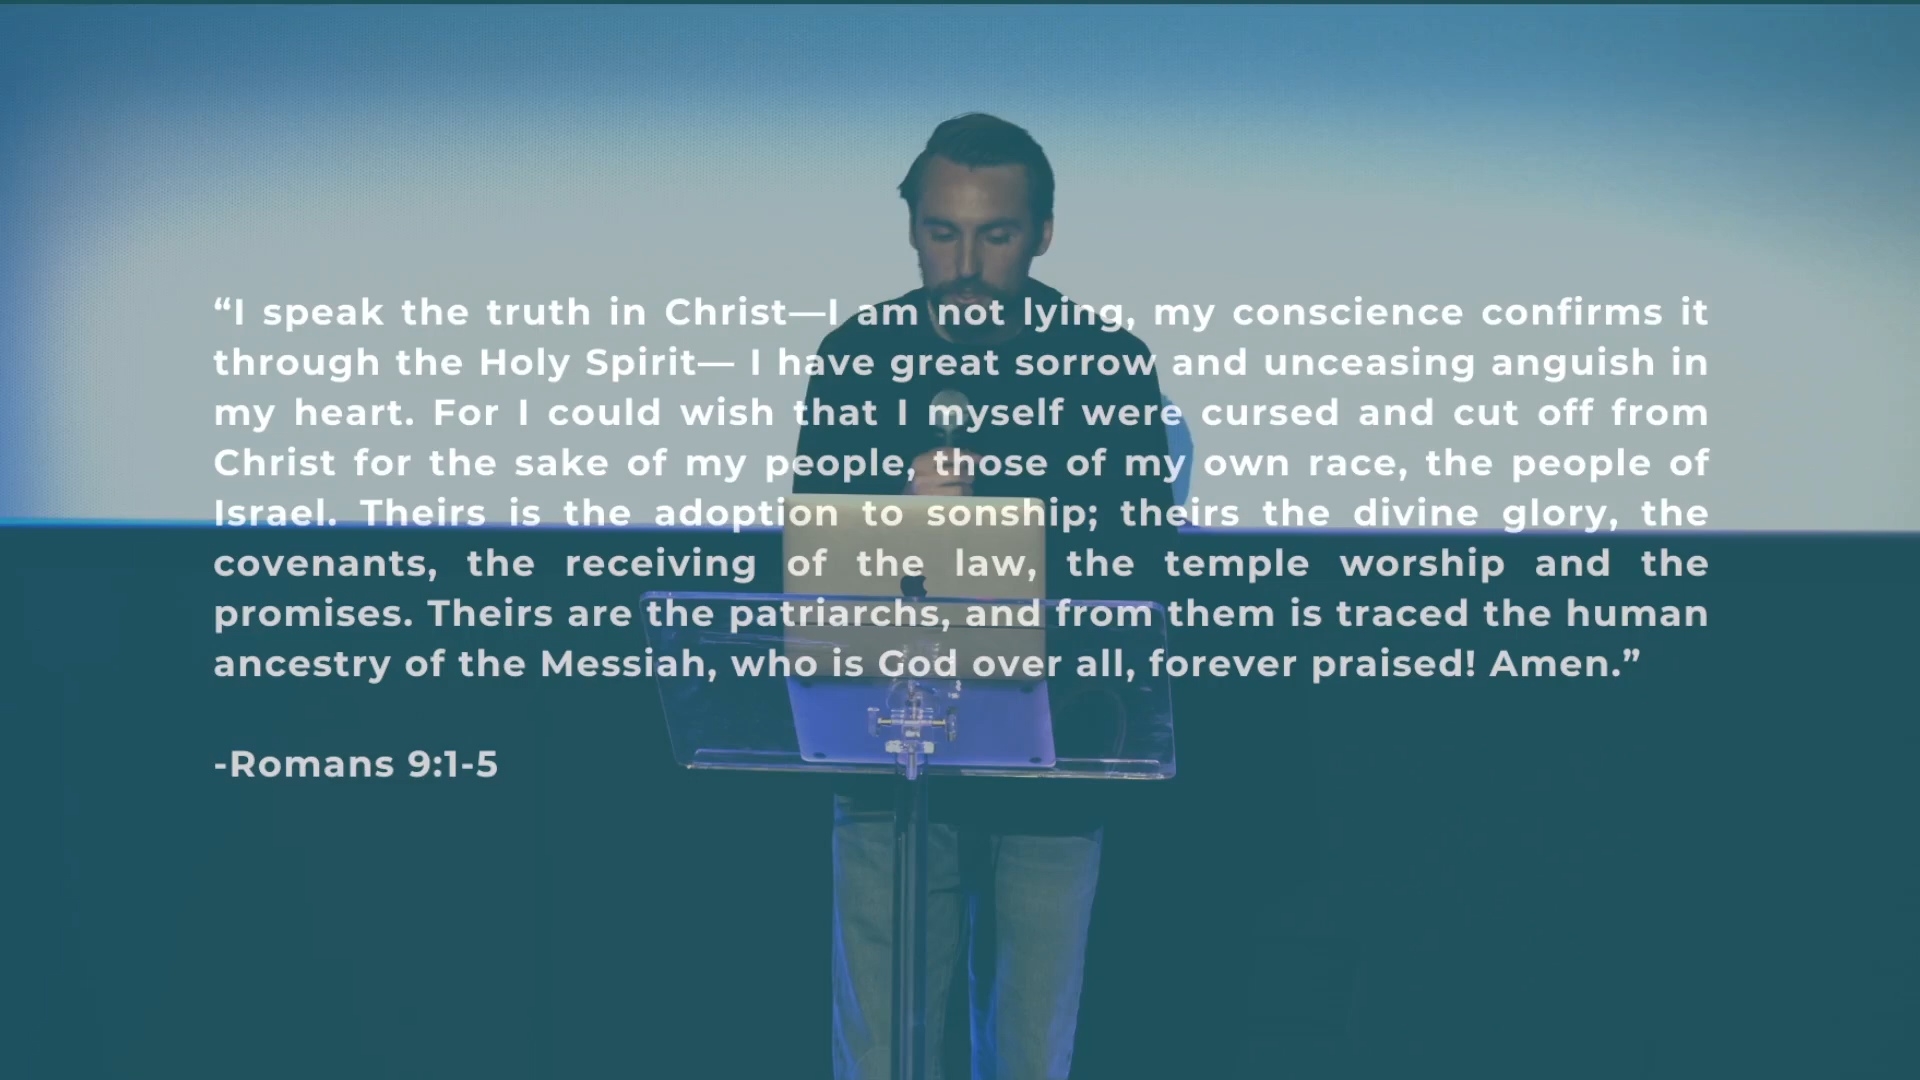 “I speak the truth in Christ—I am not lying, my conscience confirms it
through the Holy Spirit— I have great sorrow and unceasing anguish in
my heart. For I could wish that I myself were cursed and cut off from
Christ for the sake of my people, those of my own race, the people of
Israel. Theirs is the adoption to sonship; theirs the divine glory, the
covenants, the receiving of the law, the temple worship and the
promises. Theirs are the patriarchs, and from them is traced the human
ancestry of the Messiah, who is God over all, forever praised! Amen.”
-Romans 9:1-5